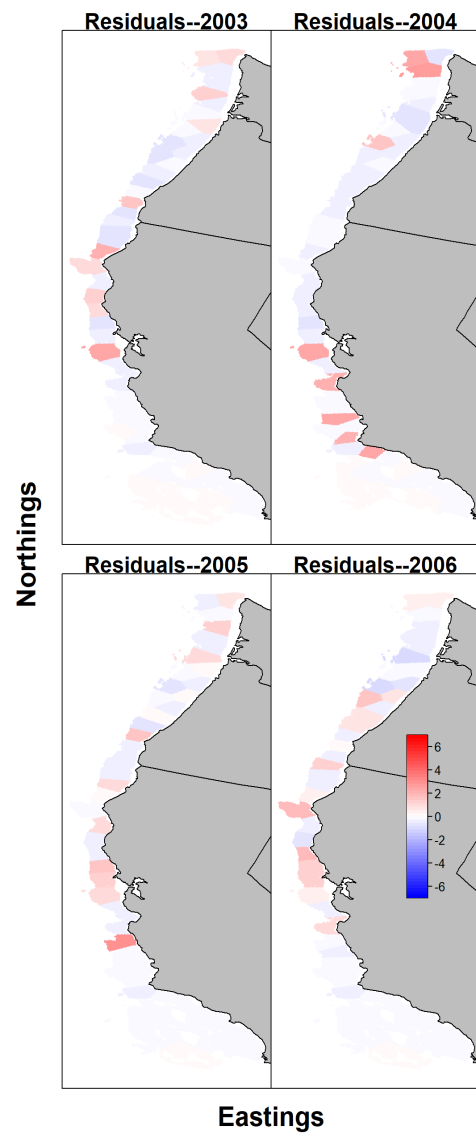 Residuals--2003
Residuals--2004
Northings
Residuals--2005
Residuals--2006
6
4
2
0
-2
-4
-6
Eastings